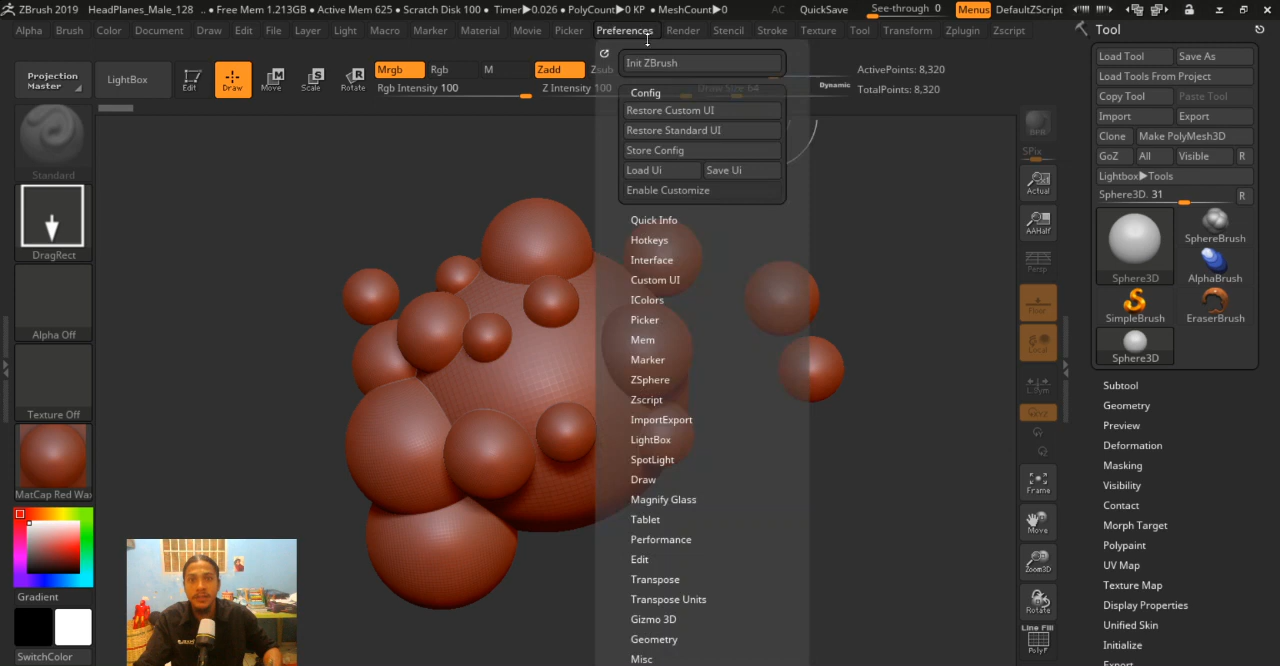 ZBrush 2019 HeadPlanes_Male_128 .. ● Free Mem 1.213GB ● Active Mem 625 ● Scratch Disk 100 ● Timer▶0.026 ● PolyCount▶0 KP ● MeshCount▶0 AC QuickSave See-through 0 Menus DefaultZScript
Alpha Brush Color Document Draw Edit File Layer Light Macro Marker Material Movie Picker Preferences Render Stencil Stroke Texture Tool Transform Zplugin Zscript
Projection
Master
LightBox
Edit
Draw
Move
Scale
Rotate
Mrgb Rgb M
Rgb Intensity 100
Zadd Zsub
Z Intensity 100
Draw Size 64
Dynamic
ActivePoints: 8,320
TotalPoints: 8,320
Standard
DragRect
Alpha Off
Texture Off
MatCap Red Wax
Gradient
SwitchColor
Init ZBrush
Config
Restore Custom UI
Restore Standard UI
Store Config
Load Ui Save Ui
Enable Customize
Quick Info
Hotkeys
Interface
Custom UI
IColors
Picker
Mem
Marker
ZSphere
Zscript
ImportExport
LightBox
SpotLight
Draw
Magnify Glass
Tablet
Performance
Edit
Transpose
Transpose Units
Gizmo 3D
Geometry
Misc
BPR
SPix
Actual
AAHalf
Persp
Floor
Local
L.Sym
Frame
Move
Zoom3D
Rotate
Line Fill
PolyF
Tool
Load Tool Save As
Load Tools From Project
Copy Tool Paste Tool
Import Export
Clone Make PolyMesh3D
GoZ All Visible R
Lightbox▶Tools
Sphere3D. 31 R
Sphere3D
SphereBrush
AlphaBrush
SimpleBrush
EraserBrush
Sphere3D
Subtool
Geometry
Preview
Deformation
Masking
Visibility
Contact
Morph Target
Polypaint
UV Map
Texture Map
Display Properties
Unified Skin
Initialize
Export